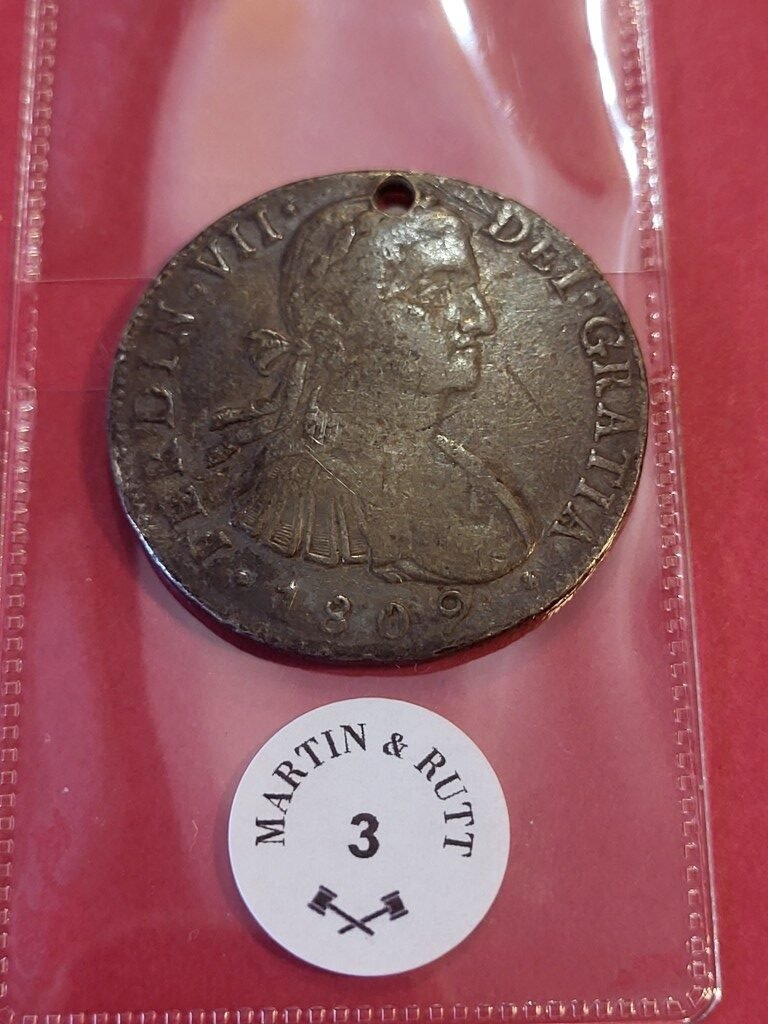 · FERDIN · VII · DEI · GRATIA ·
· 1809 ·
MARTIN & RUTT
3